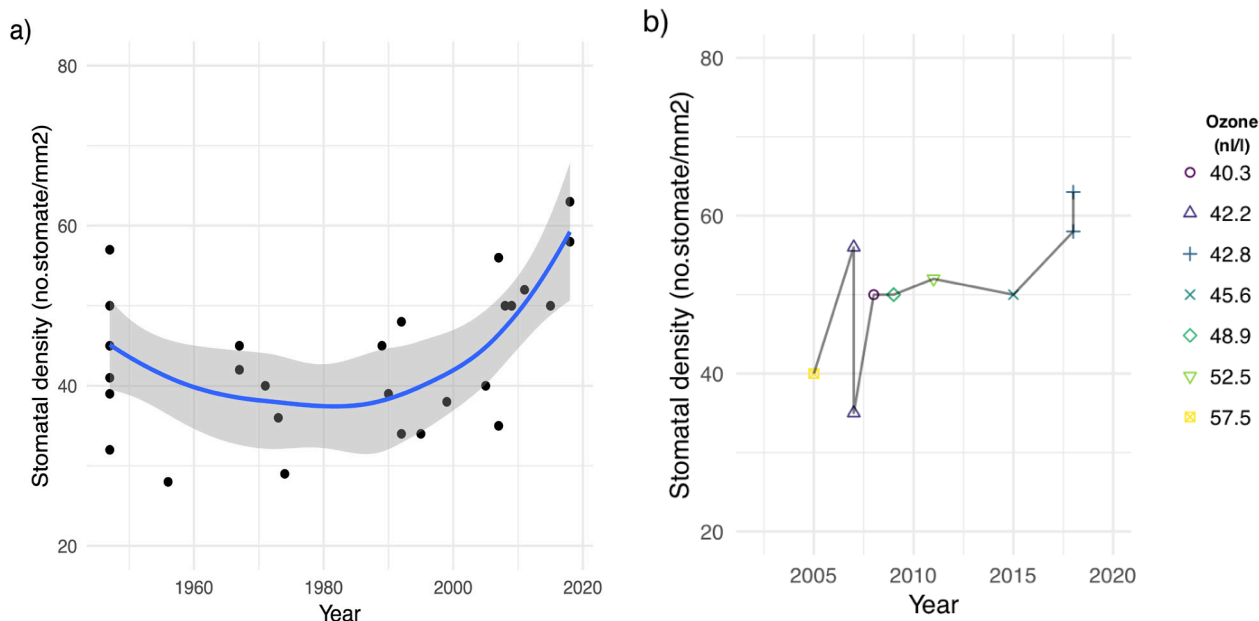 a)
Stomatal density (no.stomate/mm2)
80
60
40
20
1960
1980
2000
2020
Year
b)
Stomatal density (no.stomate/mm2)
80
60
40
20
2005
2010
2015
2020
Year
Ozone
(nl/l)
40.3
42.2
42.8
45.6
48.9
52.5
57.5